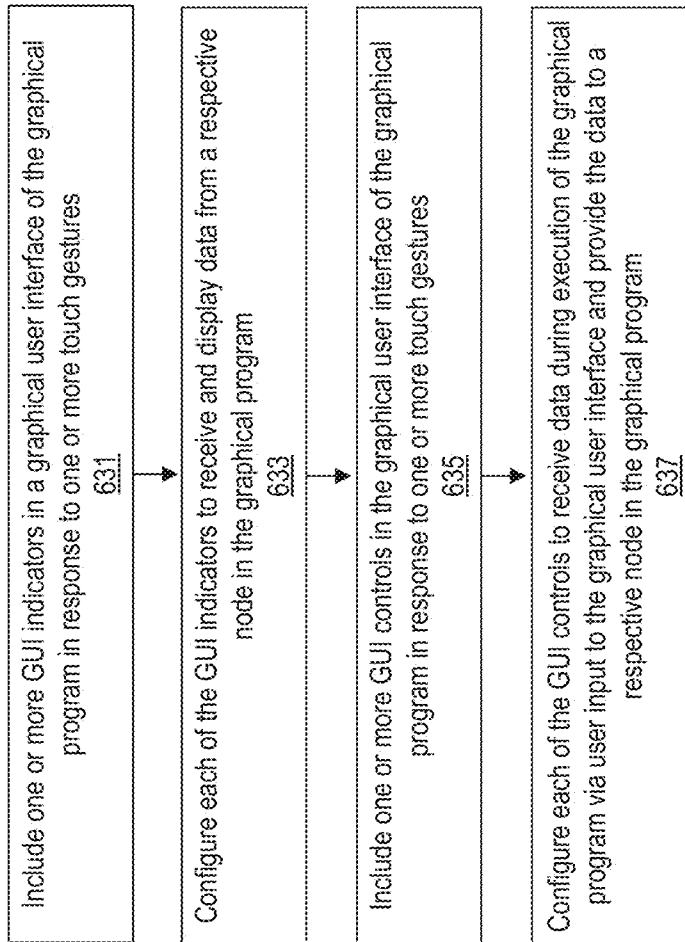 Include one or more GUI indicators in a graphical user interface of the graphical
program in response to one or more touch gestures
631
Configure each of the GUI indicators to receive and display data from a respective
node in the graphical program
633
Include one or more GUI controls in the graphical user interface of the graphical
program in response to one or more touch gestures
635
Configure each of the GUI controls to receive data during execution of the graphical
program via user input to the graphical user interface and provide the data to a
respective node in the graphical program
637